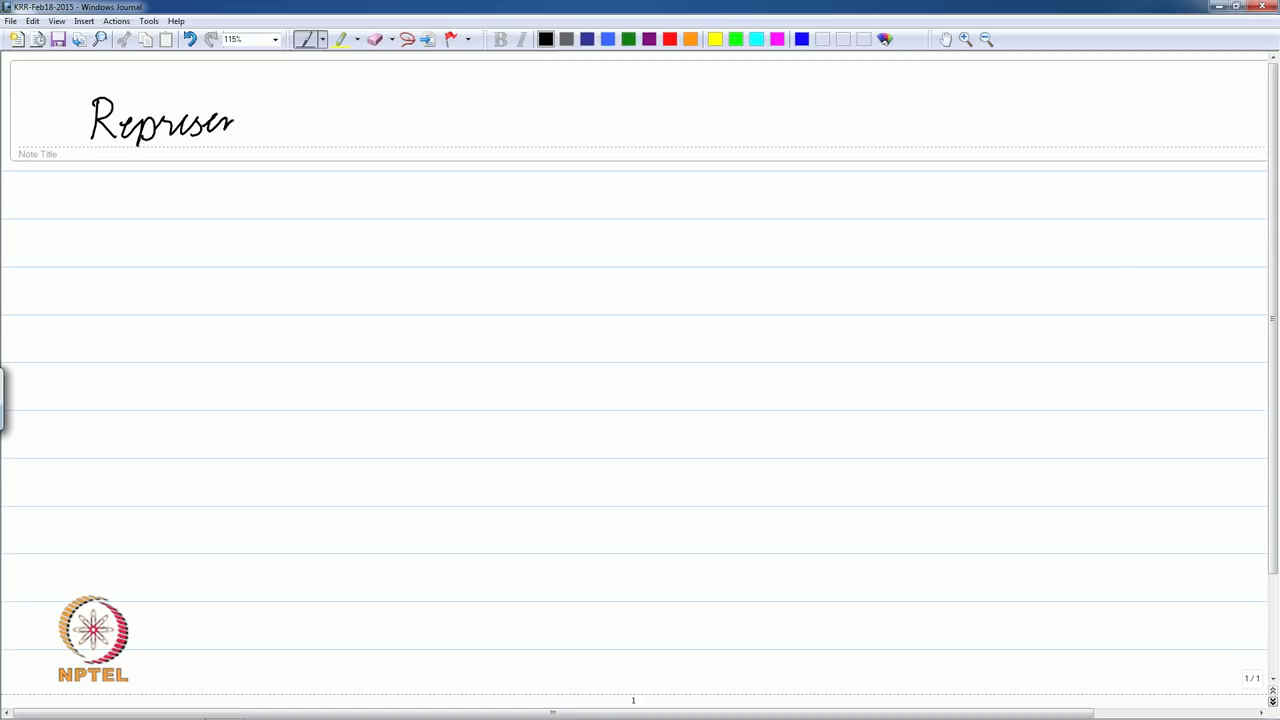 KRR-Feb18-2015 - Windows Journal
File Edit View Insert Actions Tools Help
115%
B I
Represen
Note Title
NPTEL
1 / 1
1